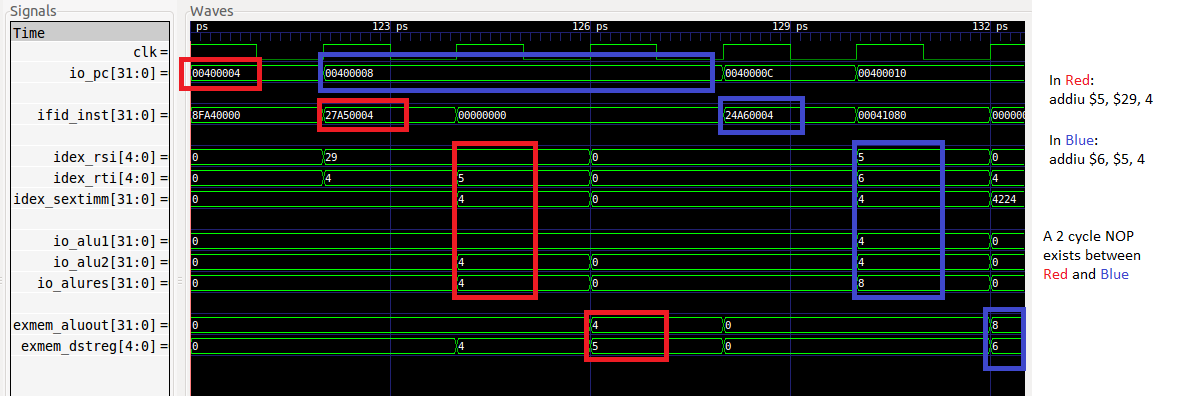 Signals
Waves
Time
ps
123 ps
126 ps
129 ps
132 ps
clk =
io_pc[31:0] =
00400004
00400008
0040000C
00400010
ifid_inst[31:0] =
8FA40000
27A50004
00000000
24A60004
00041080
000000
idex_rsi[4:0] =
0
29
0
5
0
idex_rti[4:0] =
0
4
5
0
6
4
idex_sextimm[31:0] =
0
4
0
4
4224
io_alu1[31:0] =
0
4
0
io_alu2[31:0] =
0
4
0
4
0
io_alures[31:0] =
0
4
0
8
0
exmem_aluout[31:0] =
0
4
0
8
exmem_dstreg[4:0] =
0
4
5
0
6
In Red:
addiu $5, $29, 4
In Blue:
addiu $6, $5, 4
A 2 cycle NOP
exists between
Red and Blue